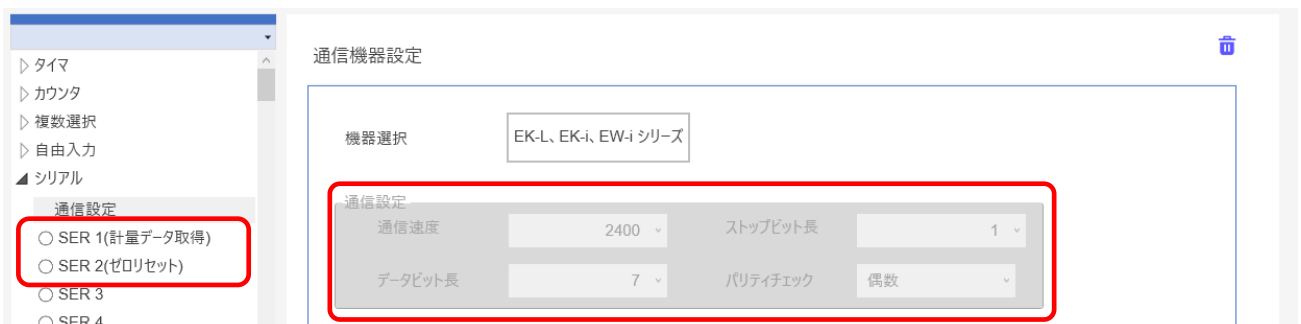 タイマ
カウンタ
複数選択
自由入力
シリアル
通信設定
SER 1(計量データ取得)
SER 2(ゼロリセット)
SER 3
SER 4
通信機器設定
機器選択
EK-L、EK-i、EW-i シリーズ
通信設定
通信速度 2400 ストップビット長 1
データビット長 7 パリティチェック 偶数